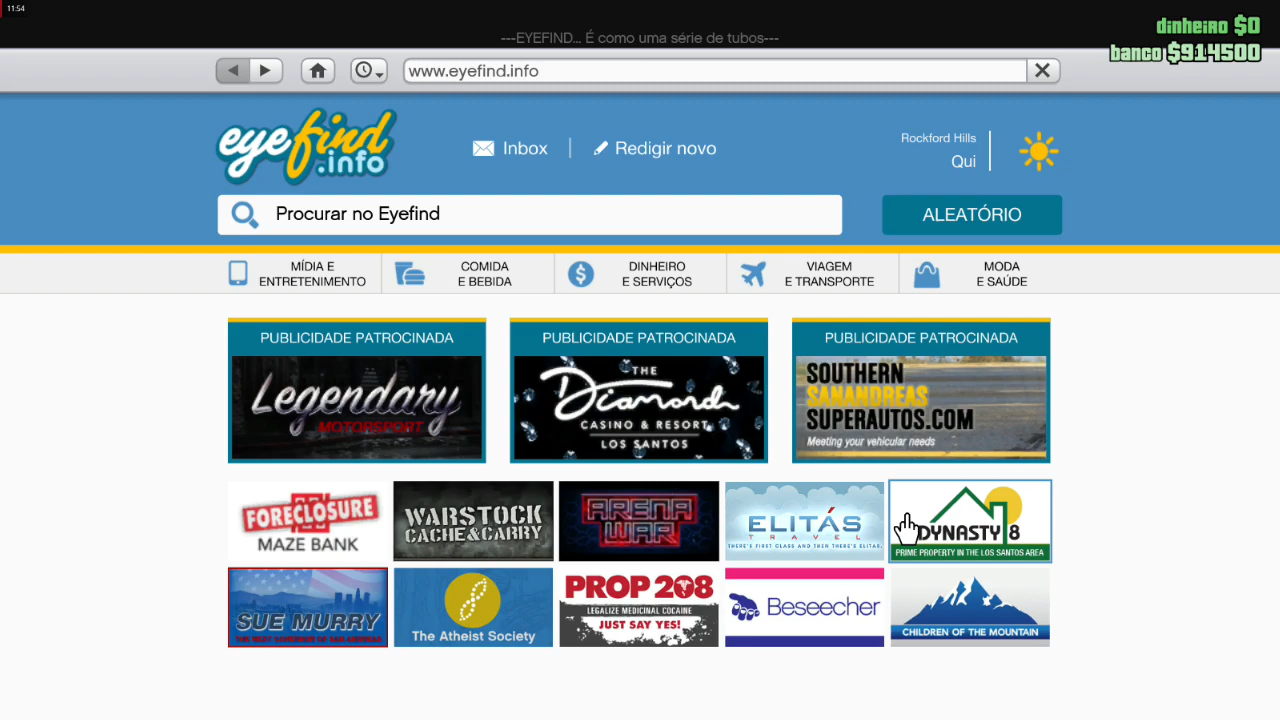 11:54
dinheiro $0
---EYEFIND... É como uma série de tubos---
banco $914500
www.eyefind.info
eyefind
.info
Inbox
Redigir novo
Rockford Hills
Qui
Procurar no Eyefind
ALEATÓRIO
MÍDIA E
ENTRETENIMENTO
COMIDA
E BEBIDA
DINHEIRO
E SERVIÇOS
VIAGEM
E TRANSPORTE
MODA
E SAÚDE
PUBLICIDADE PATROCINADA
Legendary
MOTORSPORT
PUBLICIDADE PATROCINADA
THE
Diamond
CASINO & RESORT
LOS SANTOS
PUBLICIDADE PATROCINADA
SOUTHERN
SANANDREAS
SUPERAUTOS.COM
Meeting your vehicular needs
FORECLOSURE
MAZE BANK
WARSTOCK
CACHE & CARRY
ARENA
WAR
ELITÁS
TRAVEL
THERE'S FIRST CLASS AND THEN THERE'S ELITAS
DYNASTY 8
PRIME PROPERTY IN THE LOS SANTOS AREA
SUE MURRY
The Atheist Society
PROP 208
LEGALIZE MEDICINAL COCAINE
JUST SAY YES!
Beseecher
CHILDREN OF THE MOUNTAIN